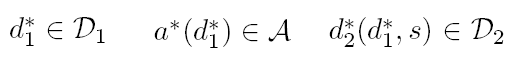 $d_1^* \in \mathcal{D}_1 \quad a^*(d_1^*) \in \mathcal{A} \quad d_2^*(d_1^*, s) \in \mathcal{D}_2$